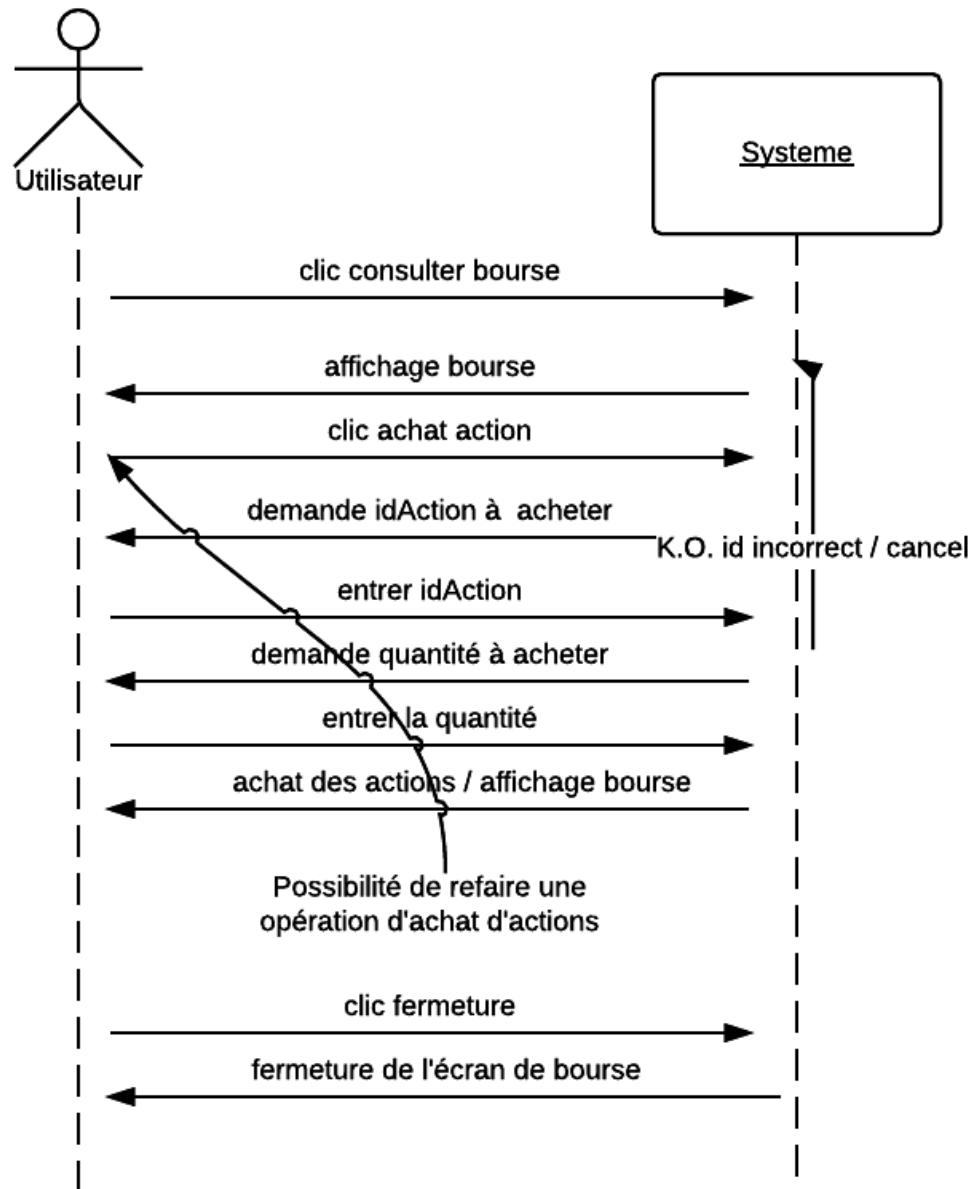 Utilisateur
Systeme
clic consulter bourse
affichage bourse
clic achat action
demande idAction à acheter
K.O. id incorrect / cancel
entrer idAction
demande quantité à acheter
entrer la quantité
achat des actions / affichage bourse
Possibilité de refaire une
opération d'achat d'actions
clic fermeture
fermeture de l'écran de bourse